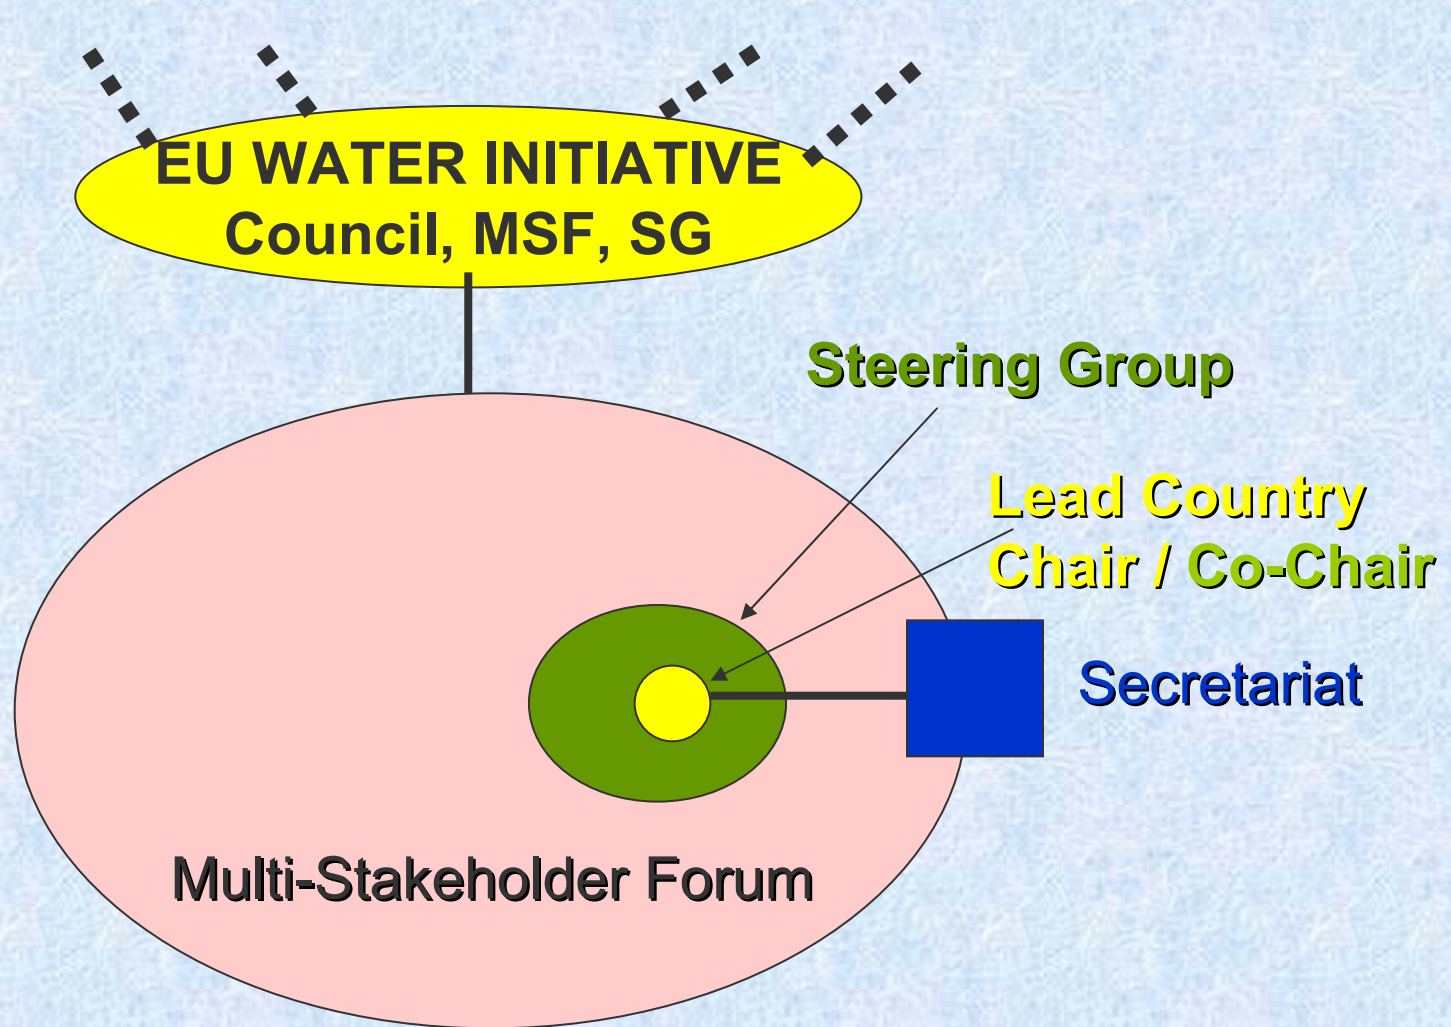 EU WATER INITIATIVE
Council, MSF, SG
Steering Group
Lead Country
Chair / Co-Chair
Secretariat
Multi-Stakeholder Forum